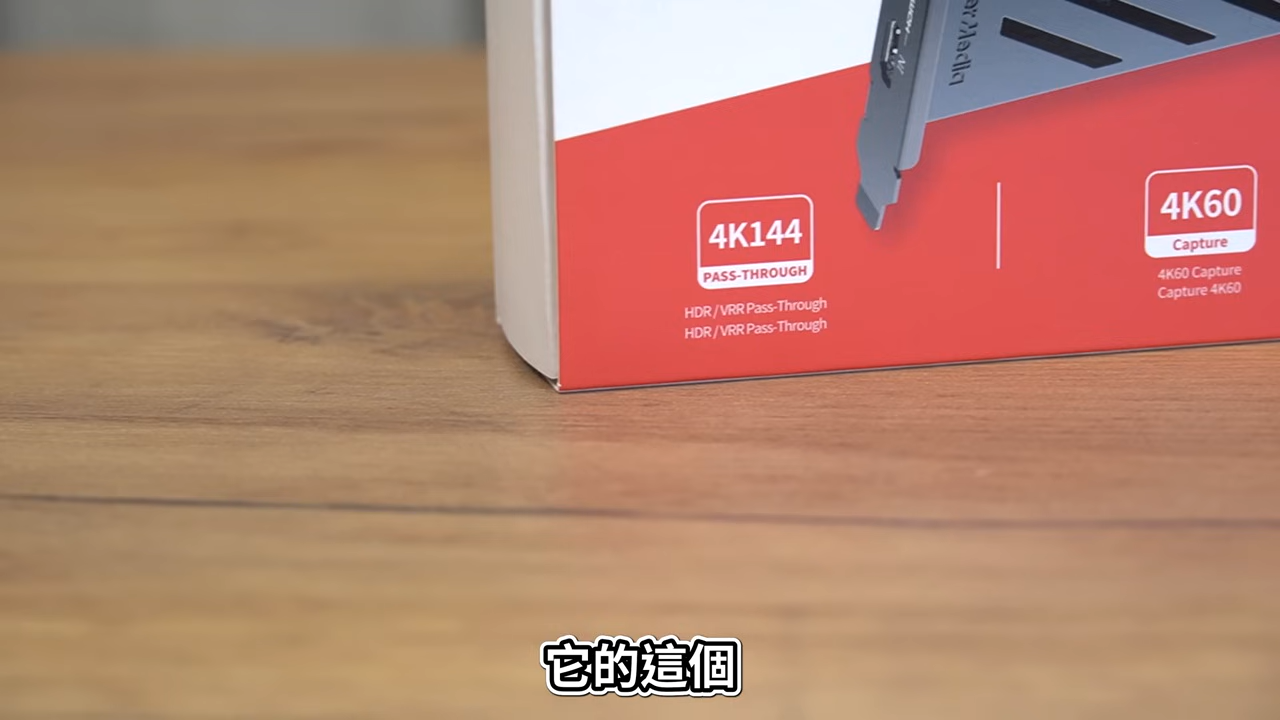 4K144
PASS-THROUGH
HDR / VRR Pass-Through
HDR / VRR Pass-Through
4K60
Capture
4K60 Capture
Capture 4K60
它的這個